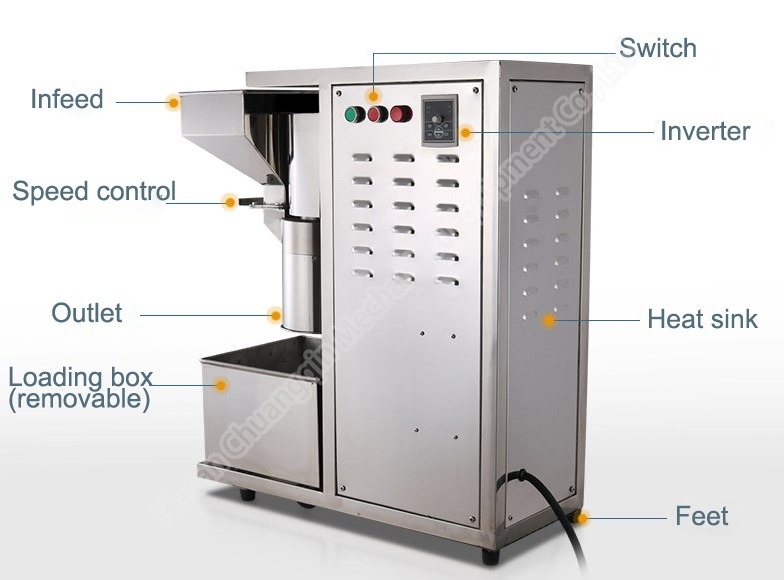 Switch
Infeed
Inverter
Speed control
Outlet
Heat sink
Loading box
(removable)
Feet